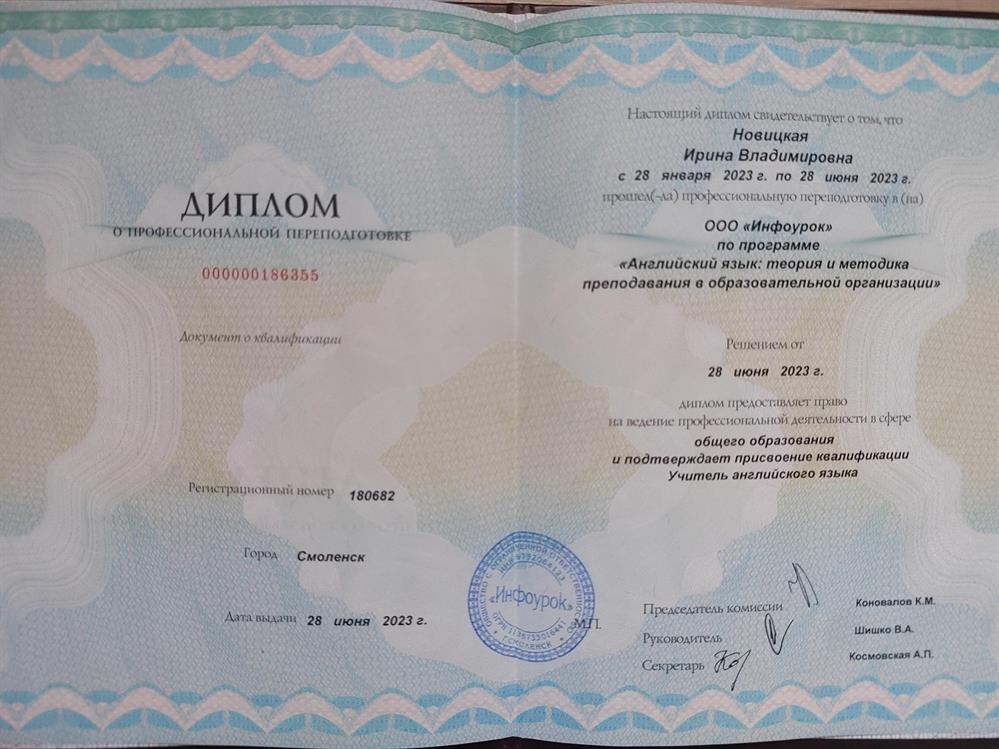 ДИПЛОМ
О ПРОФЕССИОНАЛЬНОЙ ПЕРЕПОДГОТОВКЕ
000000186355
Документ о квалификации
Регистрационный номер 180682
Город Смоленск
Дата выдачи 28 июня 2023 г.
Настоящий диплом свидетельствует о том, что
Новицкая
Ирина Владимировна
с 28 января 2023 г. по 28 июня 2023 г.
прошел(-ла) профессиональную переподготовку в (на)
ООО «Инфоурок»
по программе
«Английский язык: теория и методика
преподавания в образовательной организации»
Решением от
28 июня 2023 г.
диплом предоставляет право
на ведение профессиональной деятельности в сфере
общего образования
и подтверждает присвоение квалификации
Учитель английского языка
М.П.
Председатель комиссии Коновалов К.М.
Руководитель Шишко В.А.
Секретарь Космовская А.П.
ОБЩЕСТВО С ОГРАНИЧЕННОЙ ОТВЕТСТВЕННОСТЬЮ
«Инфоурок»
Г.СМОЛЕНСК